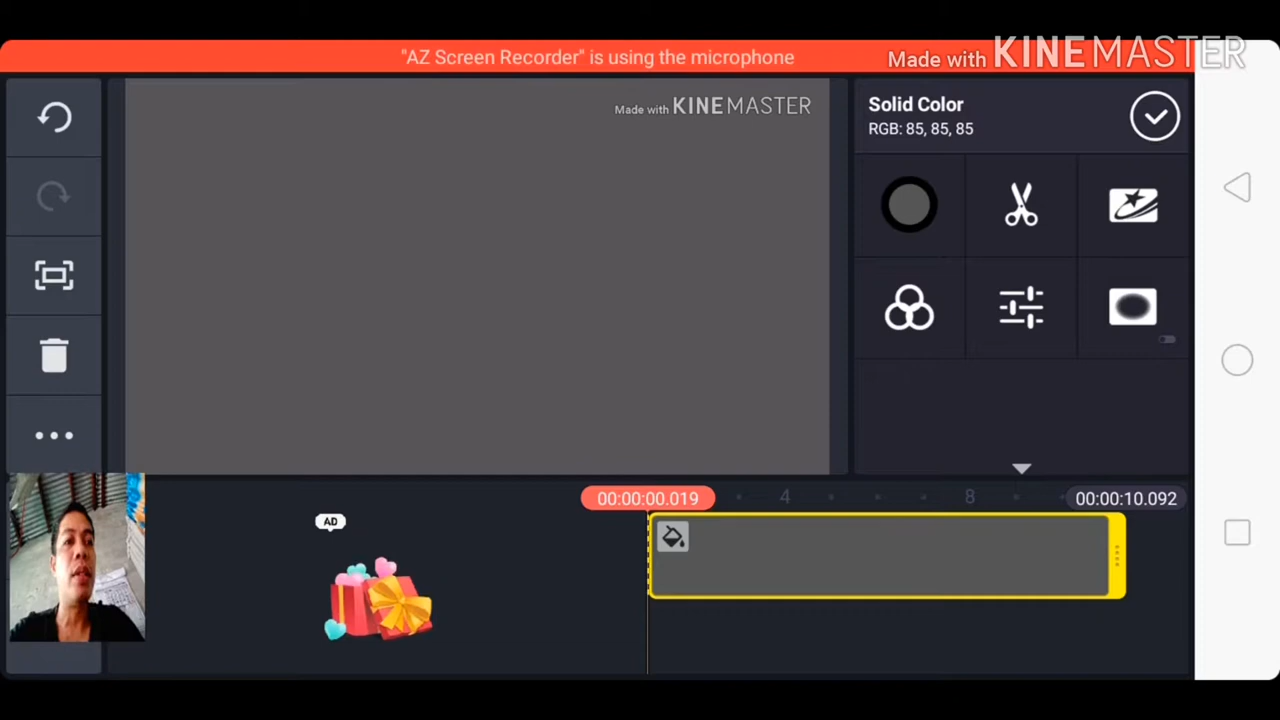 "AZ Screen Recorder" is using the microphone
Made with KINEMASTER
Made with KINEMASTER
Solid Color
RGB: 85, 85, 85
00:00:00.019
4
8
00:00:10.092
AD